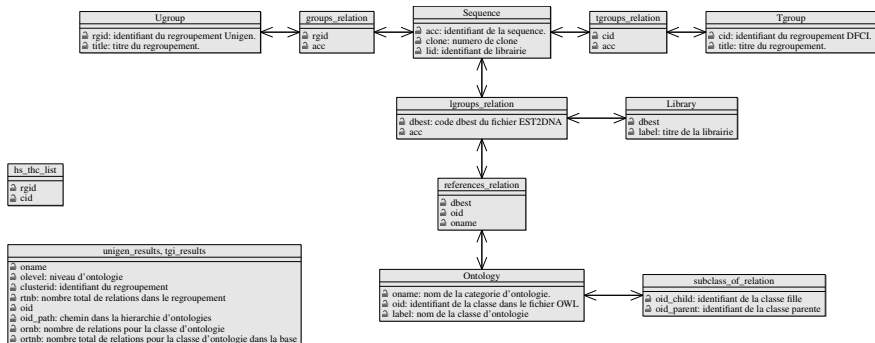 Ugroup
rgid: identifiant du regroupement Unigen.
title: titre du regroupement.
groups_relation
rgid
acc
Sequence
acc: identifiant de la sequence.
clone: numero de clone
lid: identifiant de librairie
tgroups_relation
cid
acc
Tgroup
cid: identifiant du regroupement DFCI.
title: titre du regroupement.
lgroups_relation
dbest: code dbest du fichier EST2DNA
acc
Library
dbest
label: titre de la librairie
hs_thc_list
rgid
cid
references_relation
dbest
oid
oname
unigen_results, tgi_results
oname
olevel: niveau d'ontologie
clusterid: identifiant du regroupement
rtnb: nombre total de relations dans le regroupement
oid
oid_path: chemin dans la hierarchie d'ontologies
ornb: nombre de relations pour la classe d'ontologie
ortnb: nombre total de relations pour la classe d'ontologie dans la base
Ontology
oname: nom de la categorie d'ontologie.
oid: identifiant de la classe dans le fichier OWL
label: nom de la classe d'ontologie
subclass_of_relation
oid_child: identifiant de la classe fille
oid_parent: identifiant de la classe parente